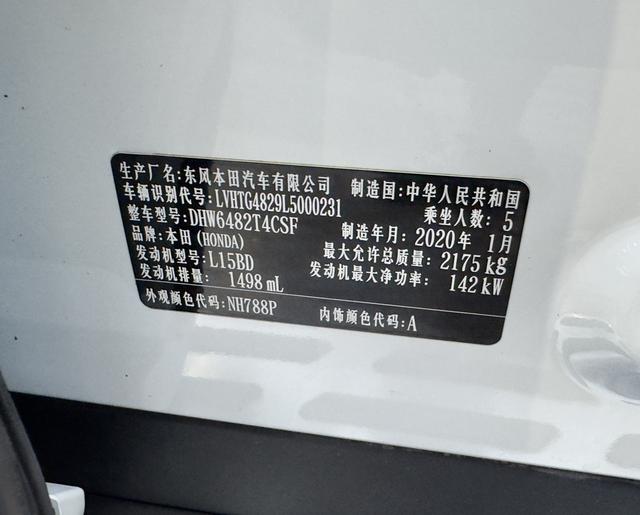 生产厂名:东风本田汽车有限公司 制造国:中华人民共和国
车辆识别代号:LVHTG4829L5000231 乘坐人数:5
整车型号:DHW6482T4CSF 制造年月:2020年 1月
品牌:本田(HONDA) 最大允许总质量:2175kg
发动机型号:L15BD 发动机最大净功率:142kW
发动机排量:1498mL
外观颜色代码:NH788P 内饰颜色代码:A